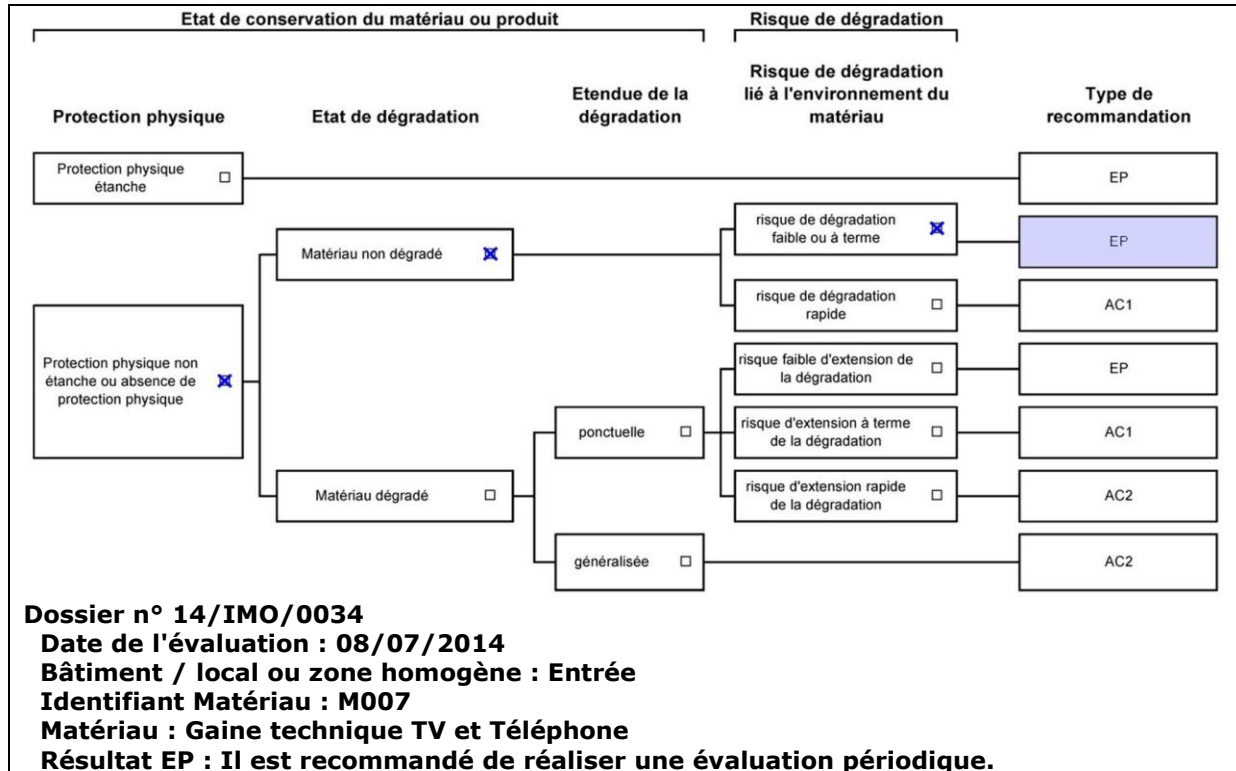 Etat de conservation du matériau ou produit
Risque de dégradation
Protection physique
Etat de dégradation
Etendue de la
dégradation
Risque de dégradation
lié à l'environnement du
matériau
Type de
recommandation
Protection physique
étanche
EP
risque de dégradation
faible ou à terme
EP
Matériau non dégradé
risque de dégradation
rapide
AC1
Protection physique non
étanche ou absence de
protection physique
risque faible d'extension de
la dégradation
EP
ponctuelle
risque d'extension à terme
de la dégradation
AC1
Matériau dégradé
risque d'extension rapide
de la dégradation
AC2
généralisée
AC2
Dossier n° 14/IMO/0034
Date de l'évaluation : 08/07/2014
Bâtiment / local ou zone homogène : Entrée
Identifiant Matériau : M007
Matériau : Gaine technique TV et Téléphone
Résultat EP : Il est recommandé de réaliser une évaluation périodique.